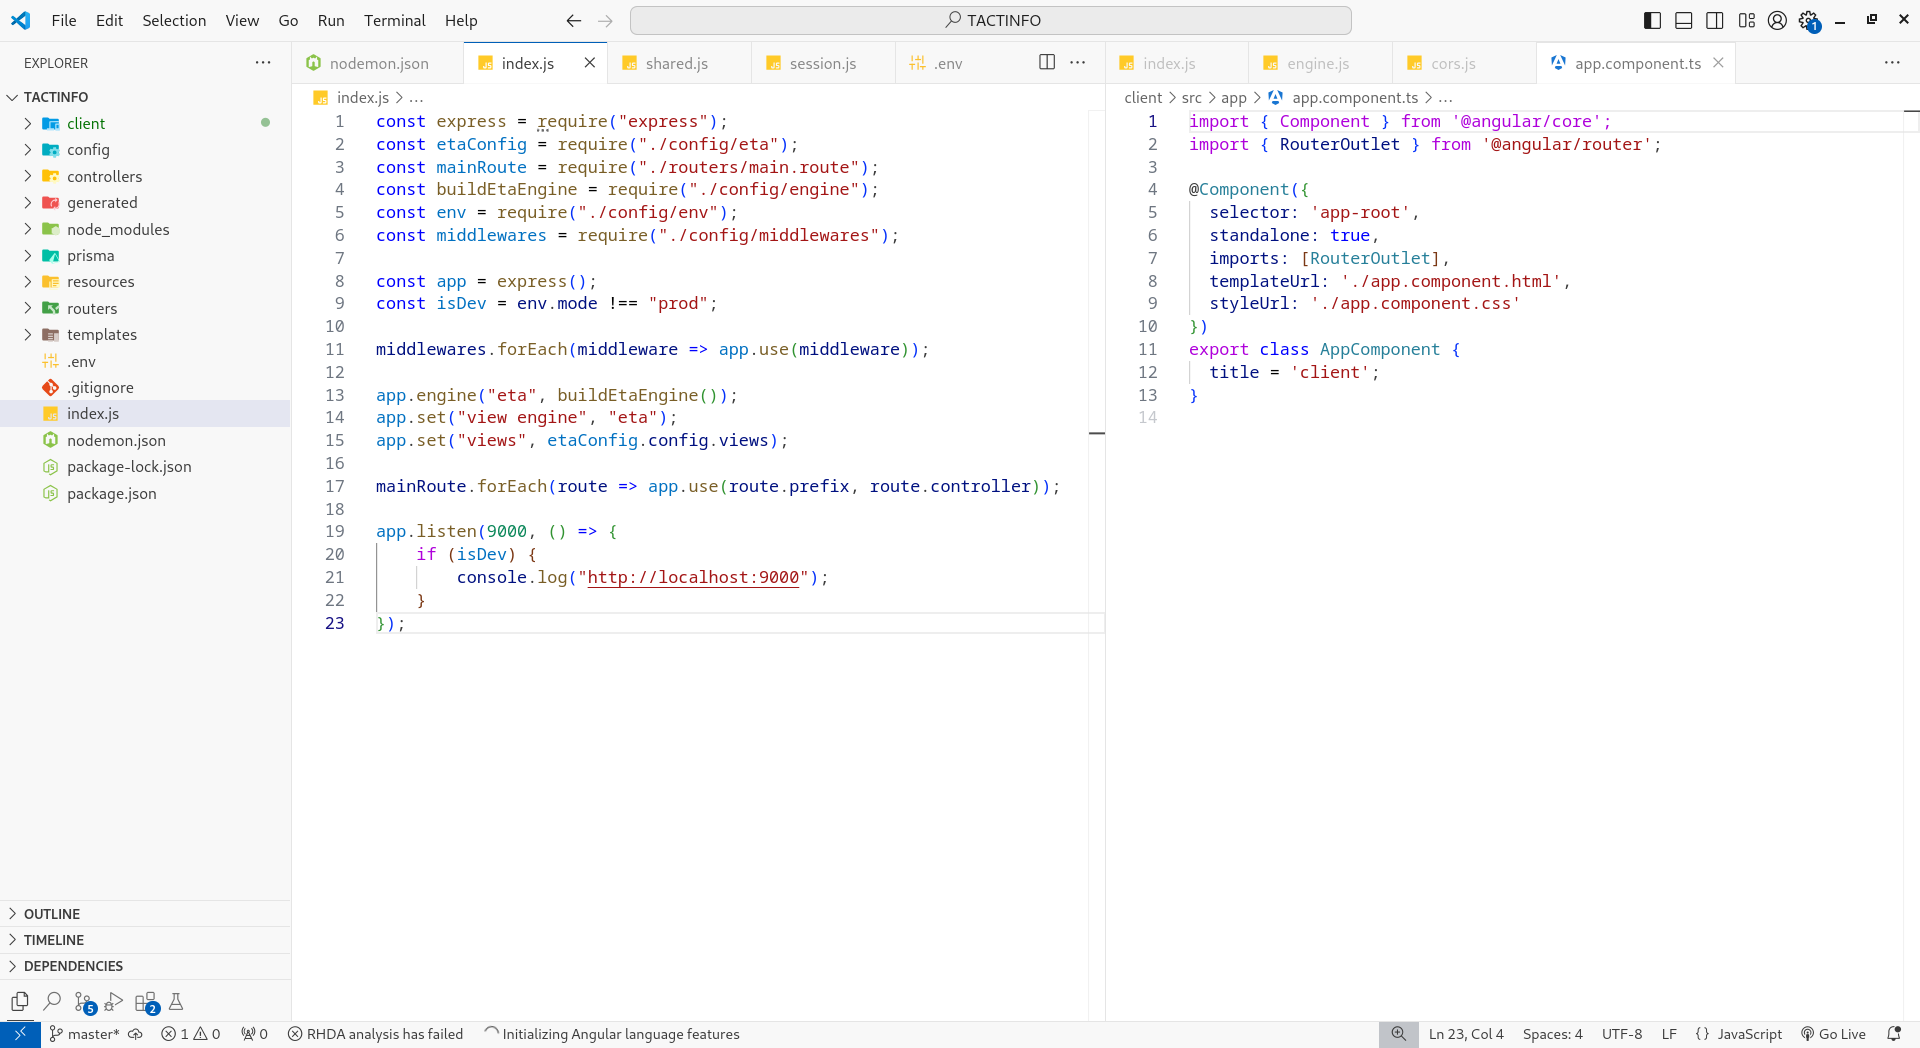 File Edit Selection View Go Run Terminal Help
TACTINFO
1
EXPLORER
TACTINFO
client
config
controllers
generated
node_modules
prisma
resources
routers
templates
.env
.gitignore
index.js
nodemon.json
package-lock.json
package.json
OUTLINE
TIMELINE
DEPENDENCIES
5 2
nodemon.json index.js shared.js session.js .env
index.js > ...
1 const express = require("express");
2 const etaConfig = require("./config/eta");
3 const mainRoute = require("./routers/main.route");
4 const buildEtaEngine = require("./config/engine");
5 const env = require("./config/env");
6 const middlewares = require("./config/middlewares");
7
8 const app = express();
9 const isDev = env.mode !== "prod";
10
11 middlewares.forEach(middleware => app.use(middleware));
12
13 app.engine("eta", buildEtaEngine());
14 app.set("view engine", "eta");
15 app.set("views", etaConfig.config.views);
16
17 mainRoute.forEach(route => app.use(route.prefix, route.controller));
18
19 app.listen(9000, () => {
20     if (isDev) {
21         console.log("http://localhost:9000");
22     }
23 });
index.js engine.js cors.js app.component.ts
client > src > app > app.component.ts > ...
1 import { Component } from '@angular/core';
2 import { RouterOutlet } from '@angular/router';
3
4 @Component({
5   selector: 'app-root',
6   standalone: true,
7   imports: [RouterOutlet],
8   templateUrl: './app.component.html',
9   styleUrl: './app.component.css'
10 })
11 export class AppComponent {
12   title = 'client';
13 }
14
master* 1 0 0 RHDA analysis has failed Initializing Angular language features Ln 23, Col 4 Spaces: 4 UTF-8 LF {} JavaScript Go Live